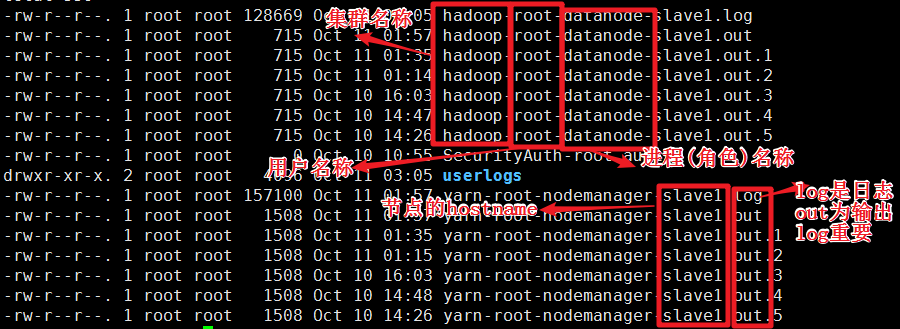 -rw-r--r--. 1 root root 128669 Oct 05 hadoop-root-datanode-slave1.log
集群名称
-rw-r--r--. 1 root root 715 Oct 11 01:57 hadoop-root-datanode-slave1.out
-rw-r--r--. 1 root root 715 Oct 11 01:35 hadoop-root-datanode-slave1.out.1
-rw-r--r--. 1 root root 715 Oct 11 01:14 hadoop-root-datanode-slave1.out.2
-rw-r--r--. 1 root root 715 Oct 10 16:03 hadoop-root-datanode-slave1.out.3
-rw-r--r--. 1 root root 715 Oct 10 14:47 hadoop-root-datanode-slave1.out.4
-rw-r--r--. 1 root root 715 Oct 10 14:26 hadoop-root-datanode-slave1.out.5
-rw-r--r--. 1 root root 0 Oct 10 10:55 SecurityAuth-root.audit
用户名称
进程(角色)名称
drwxr-xr-x. 2 root root 4096 Oct 11 03:05 userlogs
-rw-r--r--. 1 root root 157100 Oct 11 01:57 yarn-root-nodemanager-slave1.log
节点的hostname
log是日志
out为输出
log重要
-rw-r--r--. 1 root root 1508 Oct 11 yarn-root-nodemanager-slave1.out
-rw-r--r--. 1 root root 1508 Oct 11 01:35 yarn-root-nodemanager-slave1.out.1
-rw-r--r--. 1 root root 1508 Oct 11 01:15 yarn-root-nodemanager-slave1.out.2
-rw-r--r--. 1 root root 1508 Oct 10 16:03 yarn-root-nodemanager-slave1.out.3
-rw-r--r--. 1 root root 1508 Oct 10 14:48 yarn-root-nodemanager-slave1.out.4
-rw-r--r--. 1 root root 1508 Oct 10 14:26 yarn-root-nodemanager-slave1.out.5